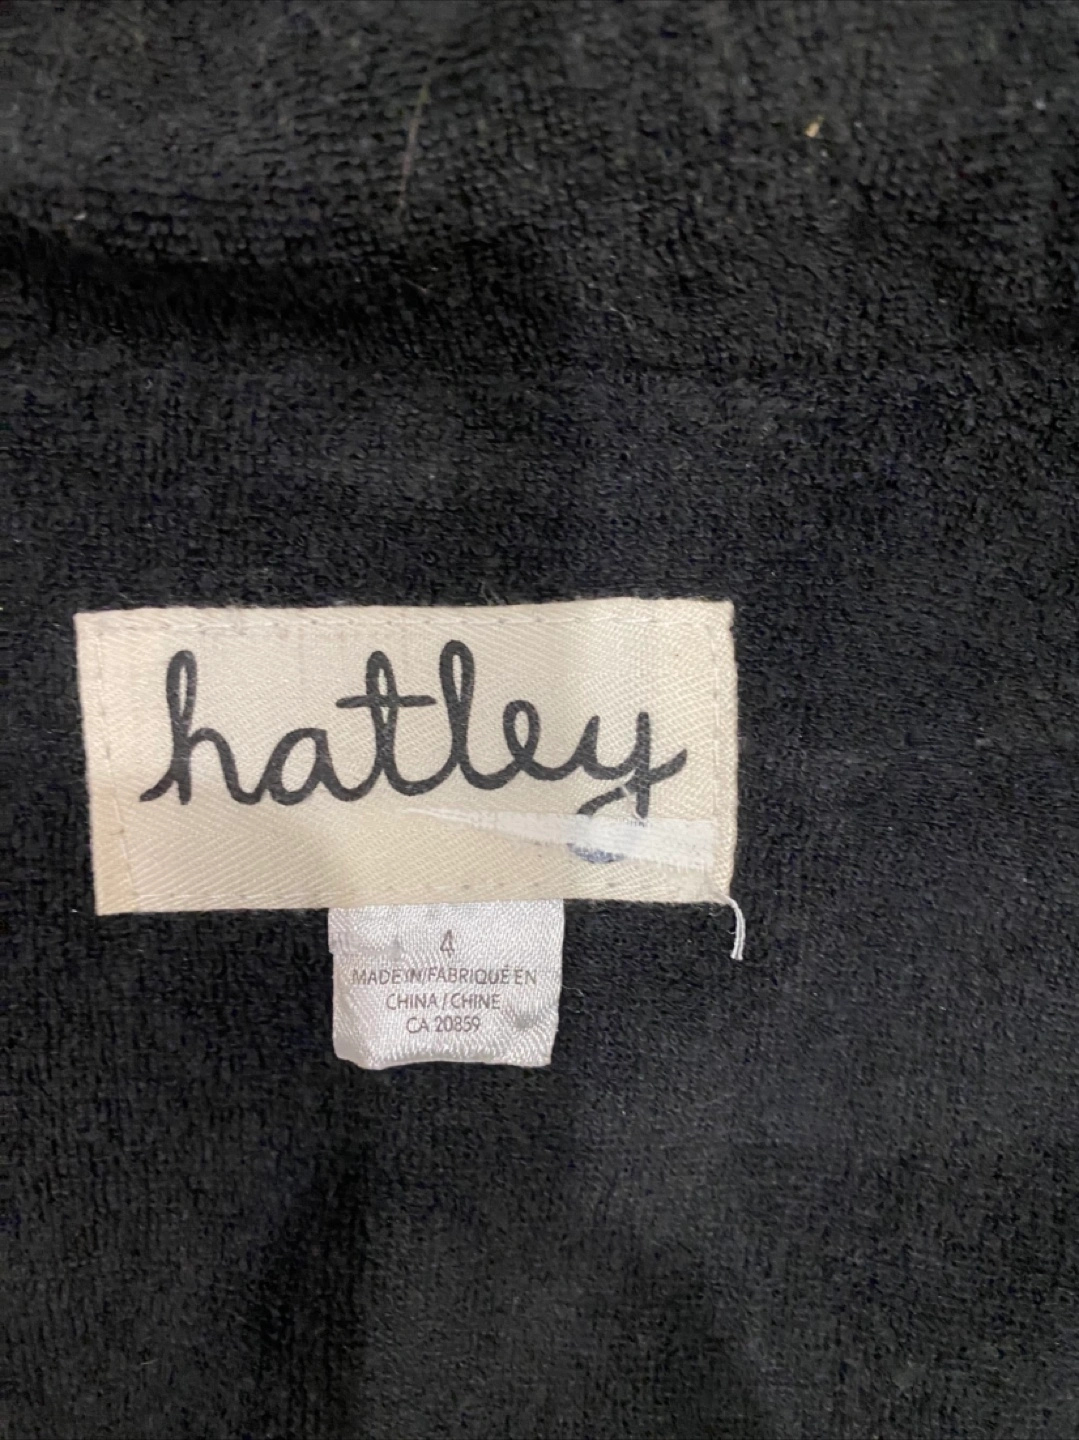 hatley
4
MADE IN/FABRIQUÉ EN
CHINA / CHINE
CA 20859